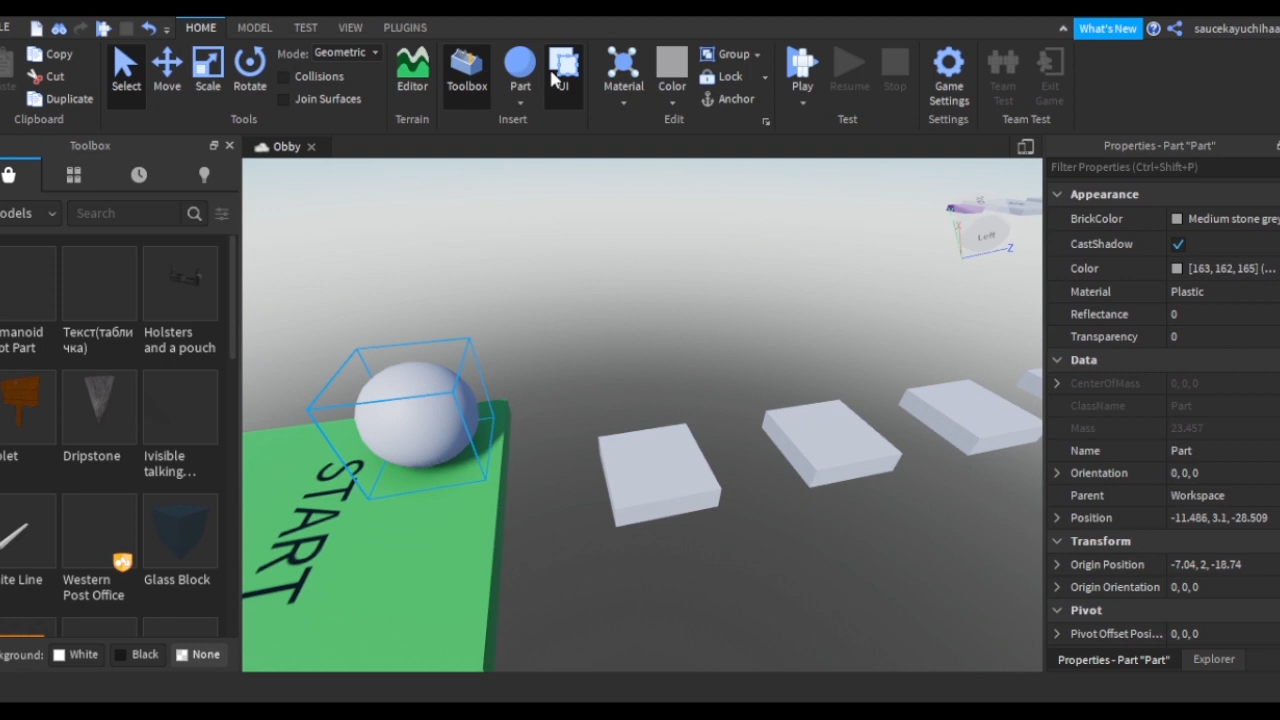 LE
HOME
MODEL
TEST
VIEW
PLUGINS
What's New
saucekayuchihaa
Copy
Cut
Duplicate
Clipboard
Select
Move
Scale
Rotate
Mode: Geometric
Collisions
Join Surfaces
Tools
Editor
Terrain
Toolbox
Part
UI
Insert
Material
Color
Group
Lock
Anchor
Edit
Play
Resume
Stop
Test
Game
Settings
Settings
Team
Test
Exit
Game
Team Test
Toolbox
odels
Search
manoid
ot Part
Текст(табли
чка)
Holsters
and a pouch
olet
Dripstone
Ivisible
talking...
ite Line
Western
Post Office
Glass Block
kground:
White
Black
None
Obby
START
Left
X
Z
Properties - Part "Part"
Filter Properties (Ctrl+Shift+P)
Appearance
BrickColor Medium stone grey
CastShadow
Color [163, 162, 165] (...
Material Plastic
Reflectance 0
Transparency 0
Data
CenterOfMass 0, 0, 0
ClassName Part
Mass 23.457
Name Part
Orientation 0, 0, 0
Parent Workspace
Position -11.486, 3.1, -28.509
Transform
Origin Position -7.04, 2, -18.74
Origin Orientation 0, 0, 0
Pivot
Pivot Offset Posi... 0, 0, 0
Properties - Part "Part"
Explorer